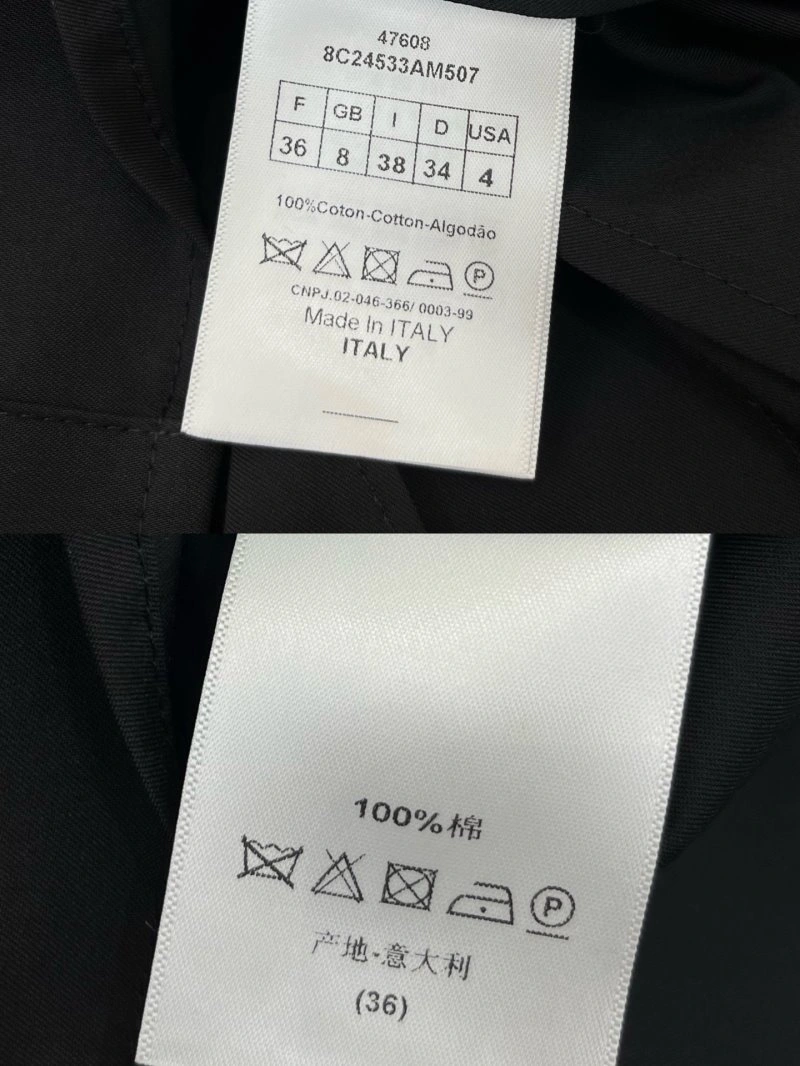 47608
8C24533AM507
F GB I D USA
36 8 38 34 4
100%Coton-Cotton-Algodão
P
CNPJ.02-046-366/ 0003-99
Made In ITALY
ITALY
100%棉
P
产地-意大利
(36)